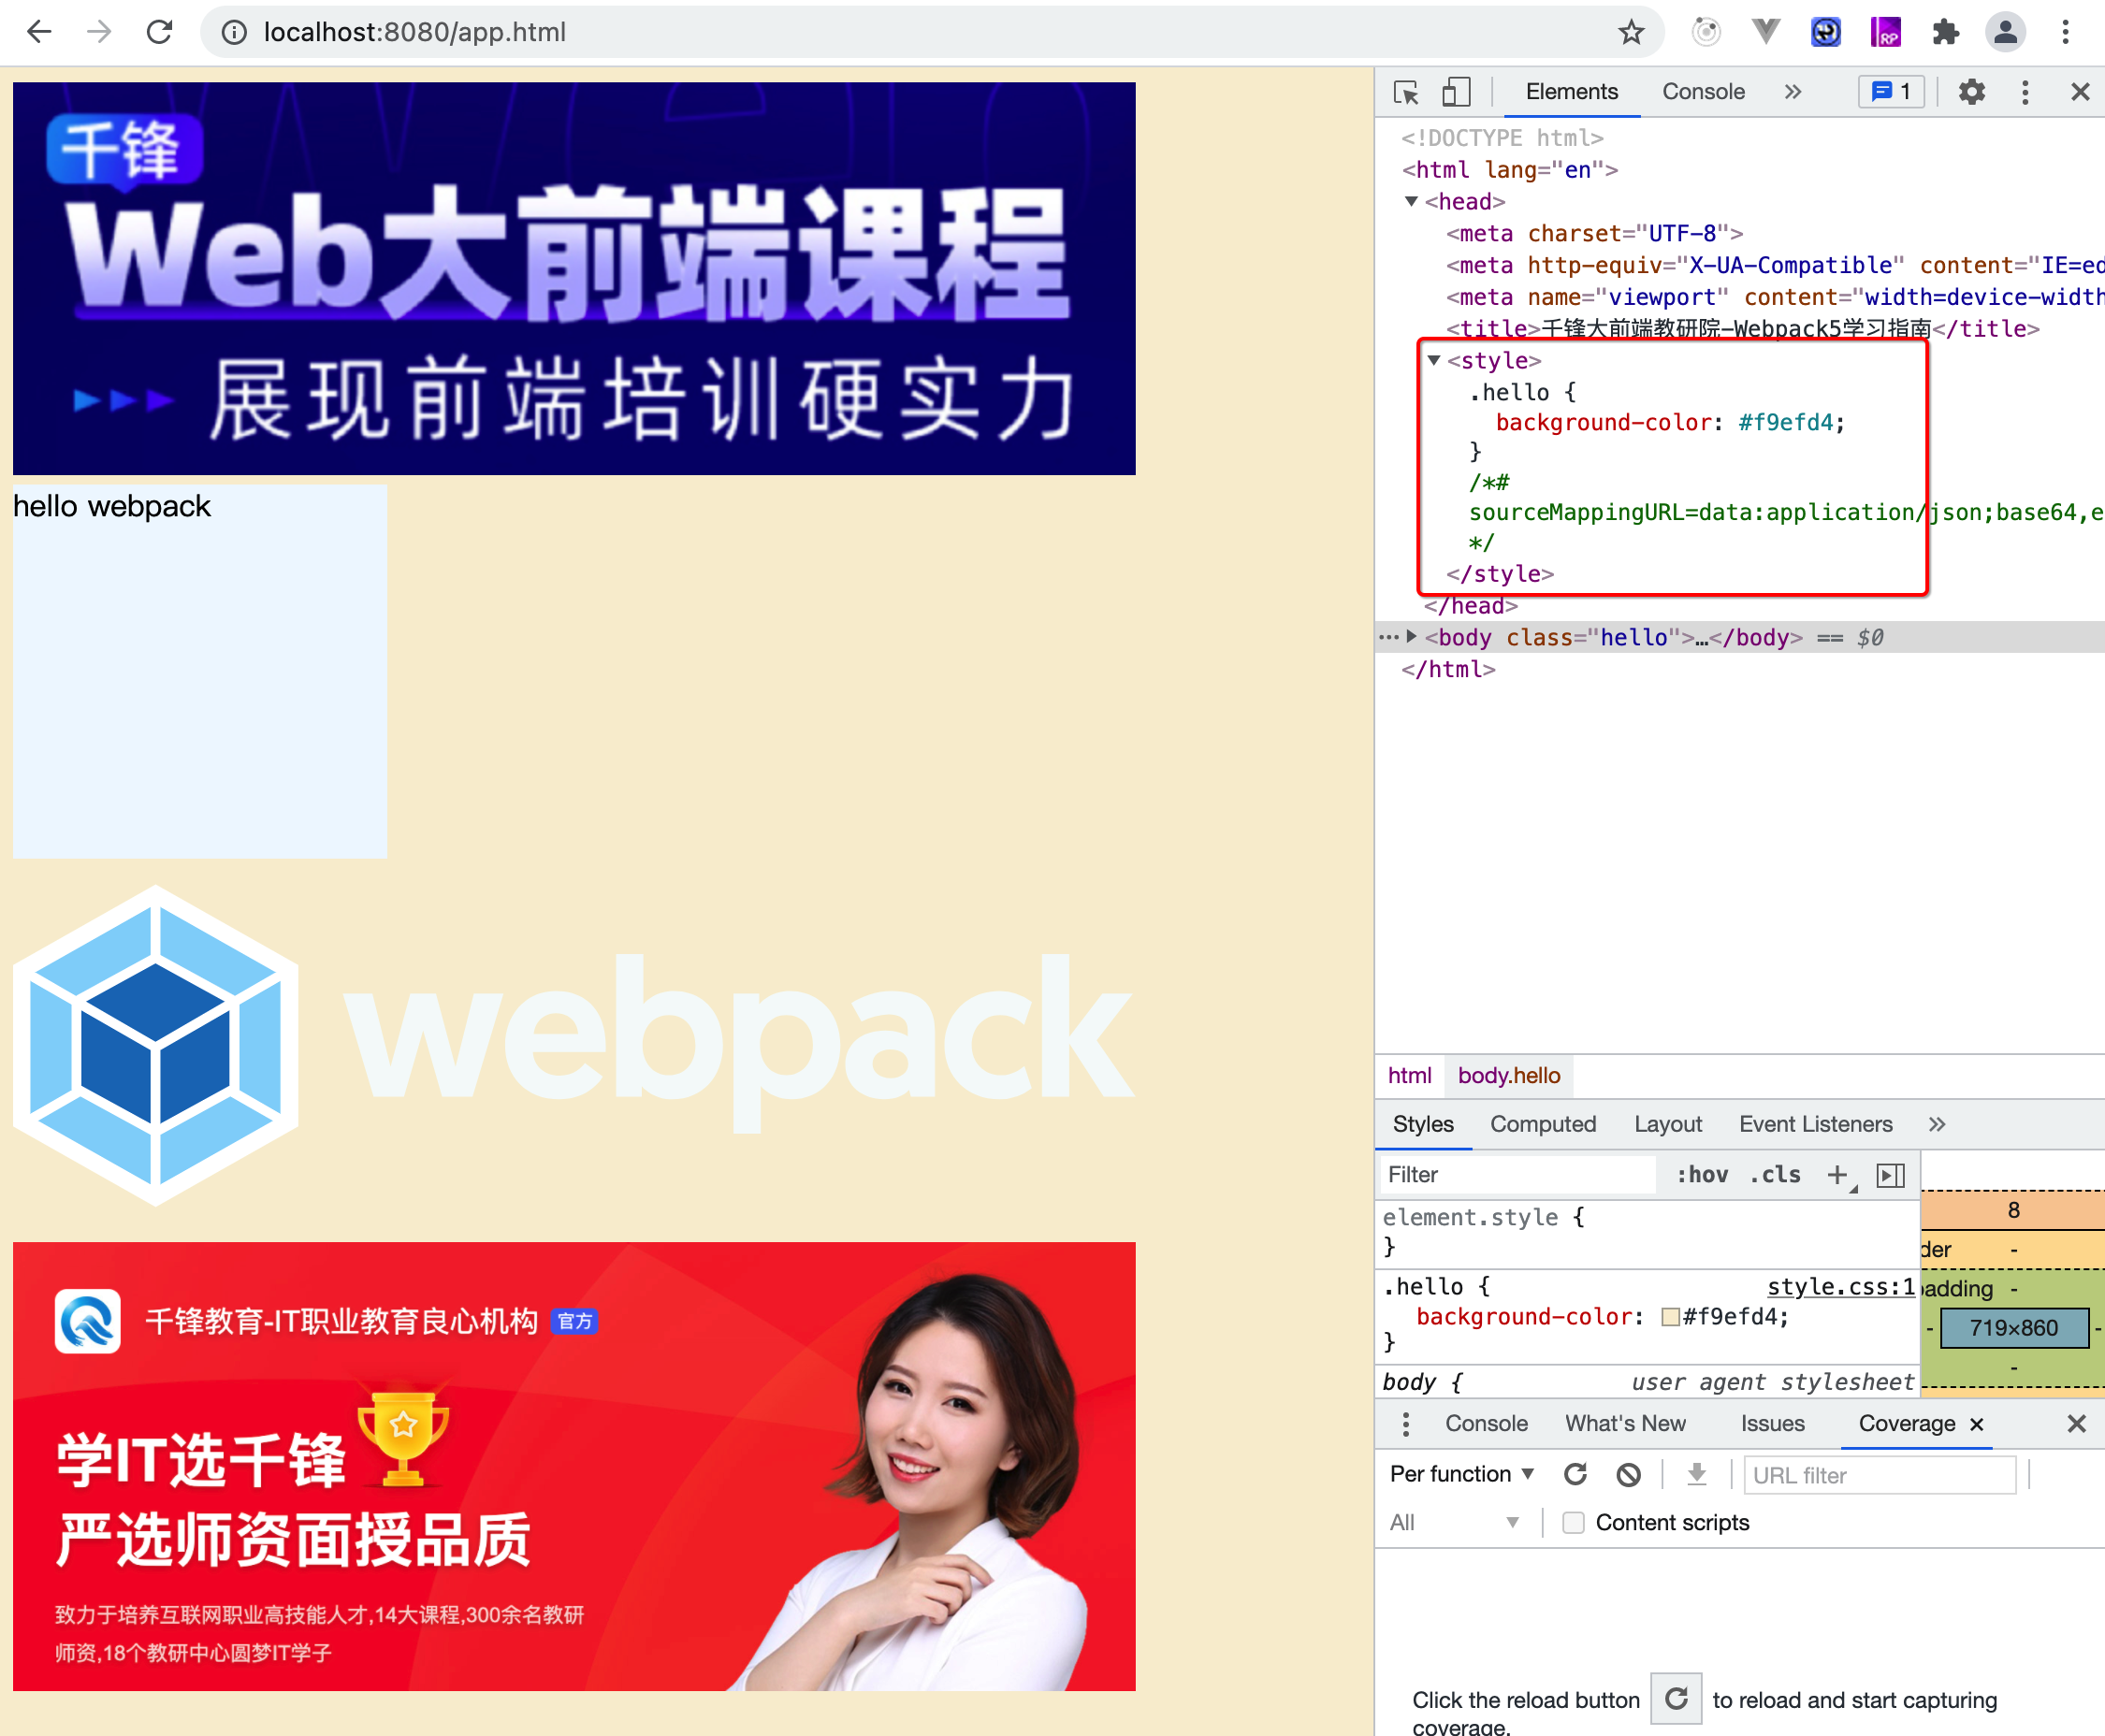 localhost:8080/app.html
千锋
Web大前端课程
展现前端培训硬实力
hello webpack
webpack
千锋教育-IT职业教育良心机构 官方
学IT选千锋
严选师资面授品质
致力于培养互联网职业高技能人才,14大课程,300余名教研
师资,18个教研中心圆梦IT学子
RP
Elements Console 1
<!DOCTYPE html>
<html lang="en">
<head>
<meta charset="UTF-8">
<meta http-equiv="X-UA-Compatible" content="IE=ed
<meta name="viewport" content="width=device-width
<title>千锋大前端教研院-Webpack5学习指南</title>
<style>
.hello {
background-color: #f9efd4;
}
/*#
sourceMappingURL=data:application/json;base64,e
*/
</style>
</head>
<body class="hello">…</body> == $0
</html>
html body.hello
Styles Computed Layout Event Listeners
Filter :hov .cls
element.style {
}
.hello { style.css:1
background-color: #f9efd4;
}
body { user agent stylesheet
8
der -
padding -
- 719×860 -
-
Console What's New Issues Coverage
Per function URL filter
All Content scripts
Click the reload button to reload and start capturing
coverage.